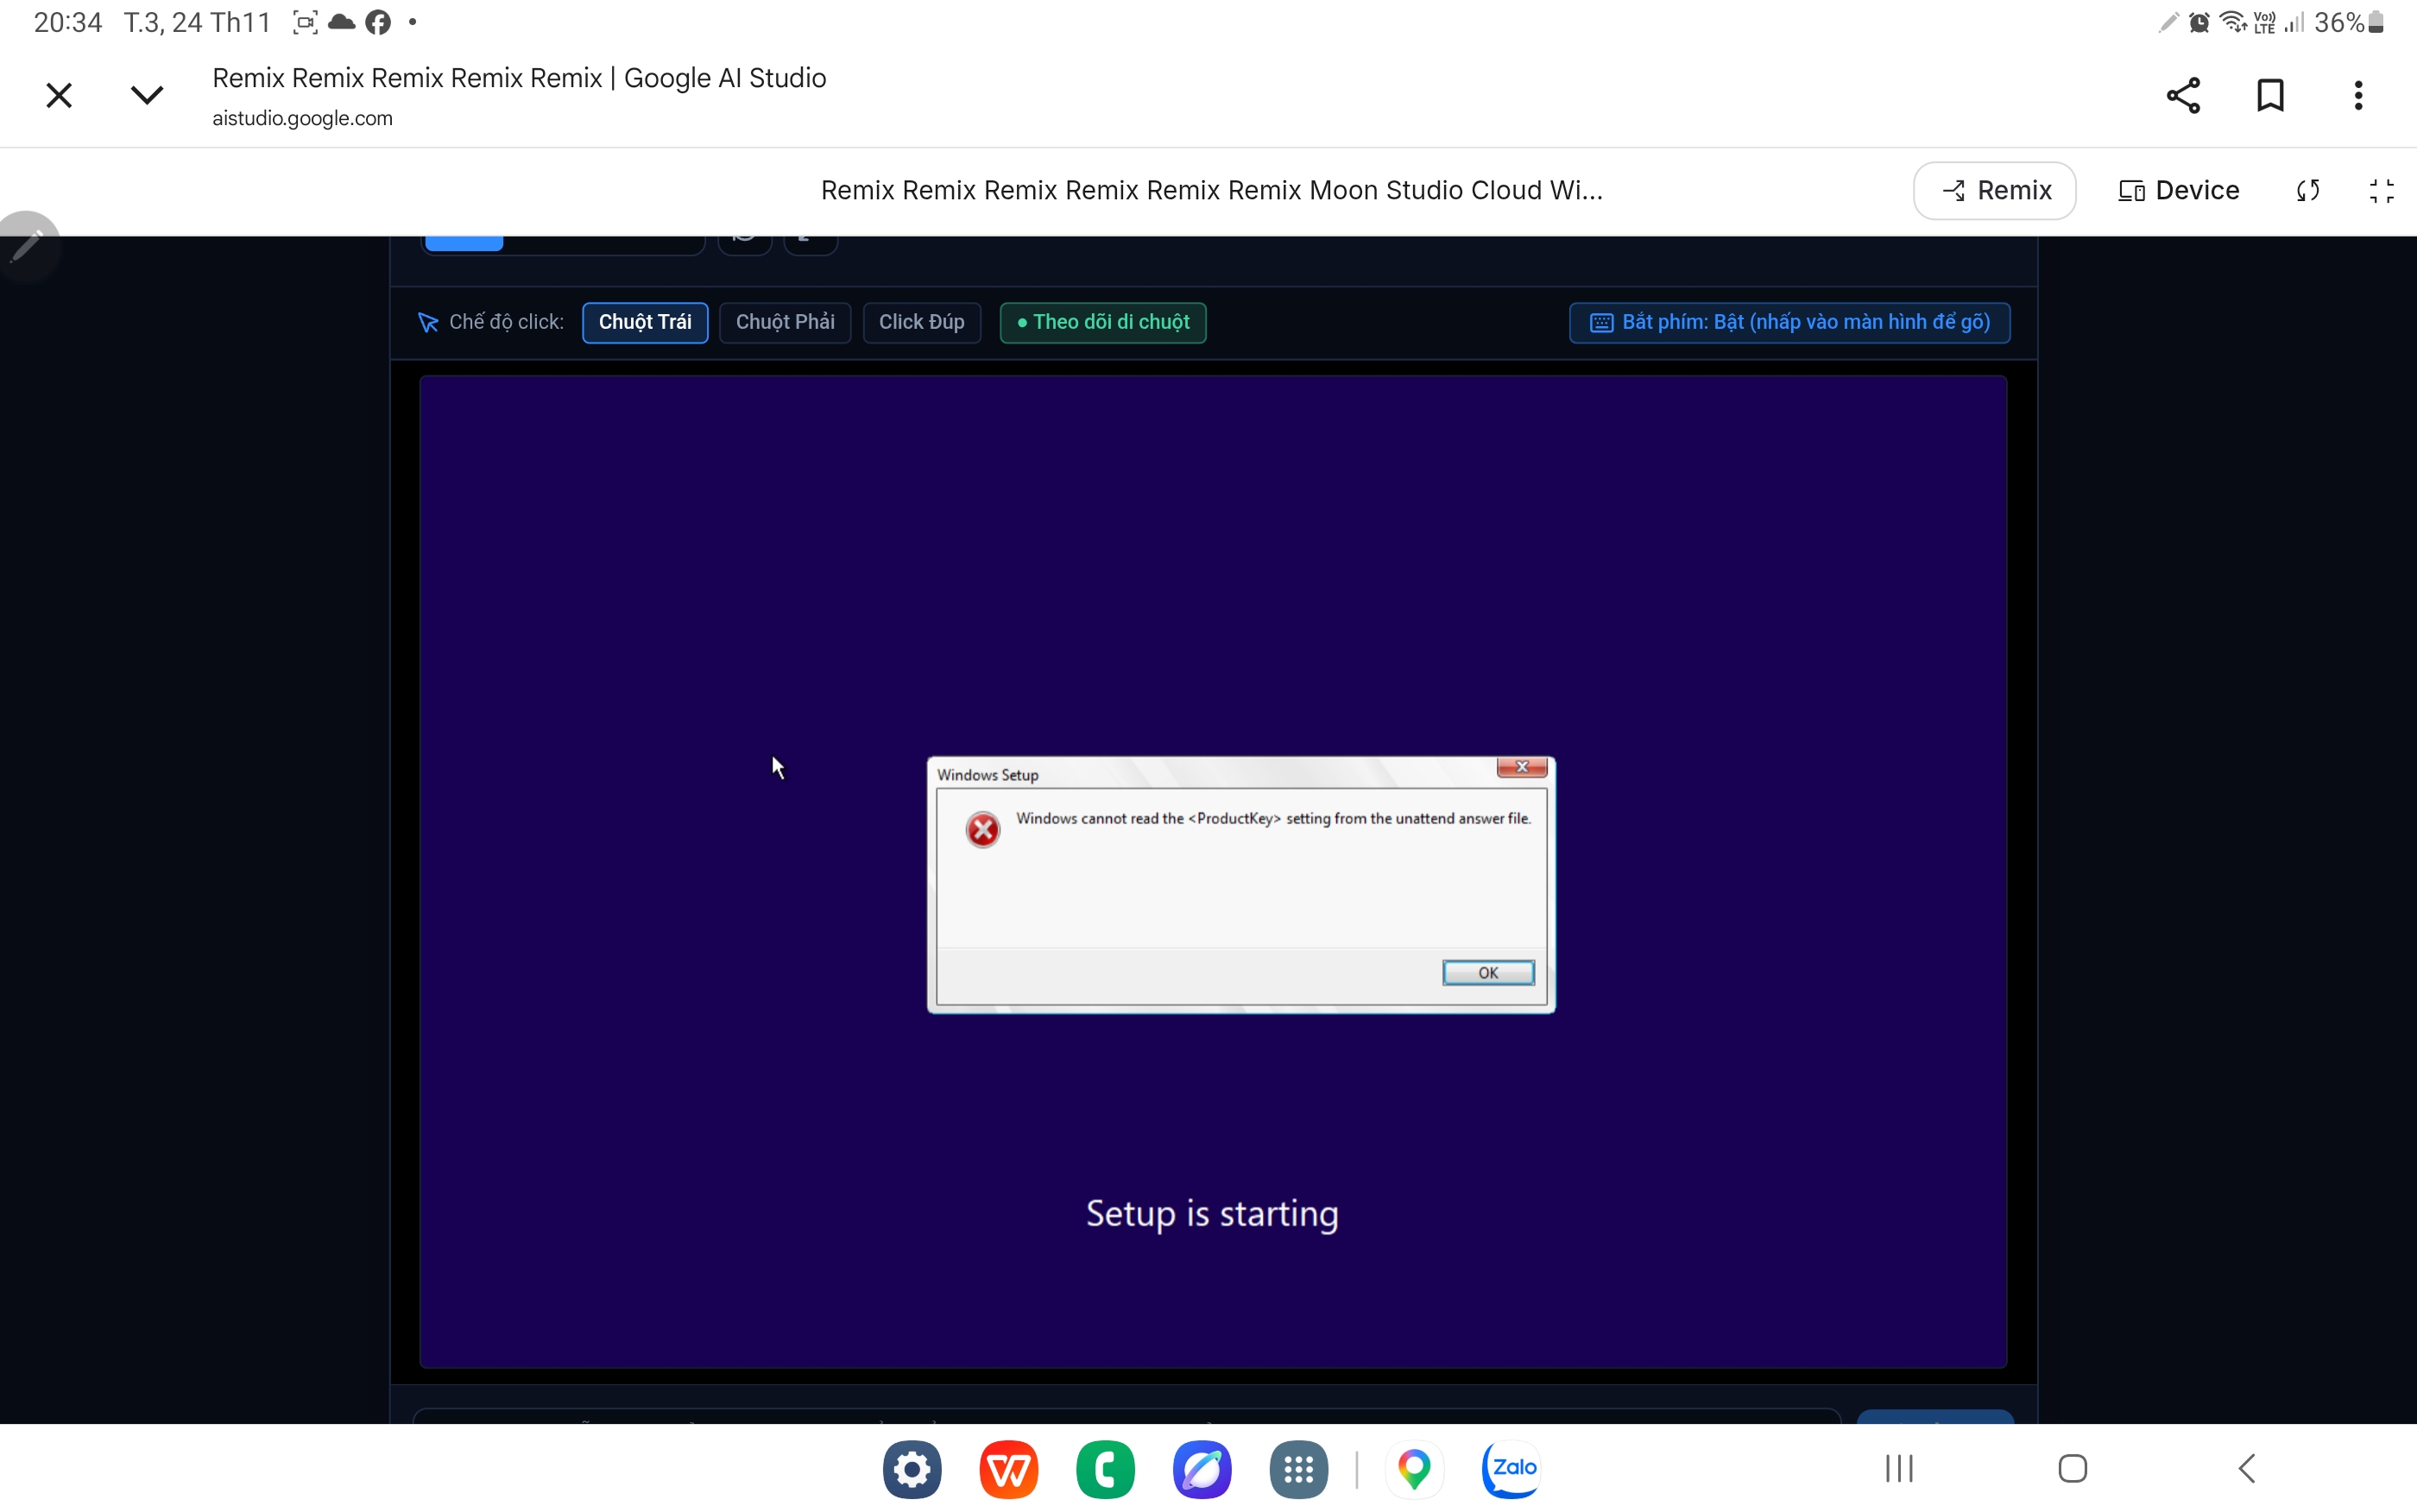 20:34 T.3, 24 Th11
Vo)) LTE 36%
Remix Remix Remix Remix Remix | Google AI Studio
aistudio.google.com
Remix Remix Remix Remix Remix Remix Moon Studio Cloud Wi...
Remix
Device
Chế độ click: Chuột Trái Chuột Phải Click Đúp Theo dõi di chuột
Bắt phím: Bật (nhấp vào màn hình để gõ)
Windows Setup
Windows cannot read the <ProductKey> setting from the unattend answer file.
OK
Setup is starting
Zalo